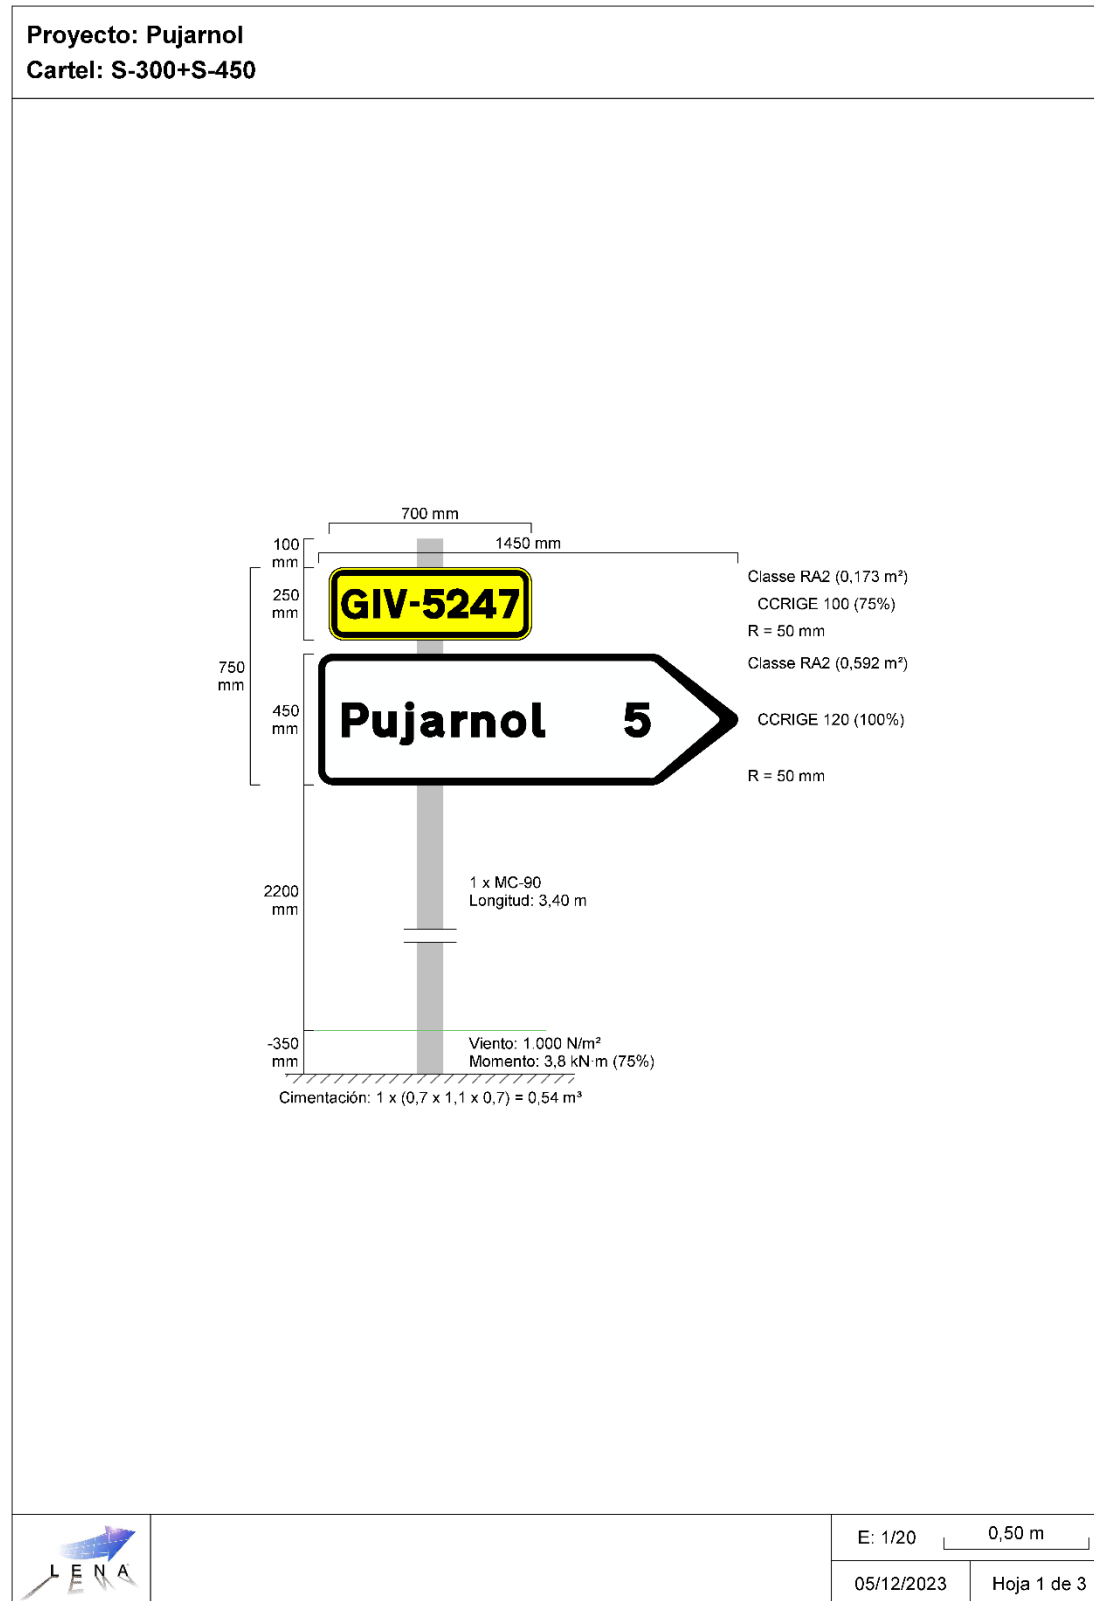 Proyecto: Pujarnol
Cartel: S-300+S-450
700 mm
100
mm
1450 mm
250
mm
GIV-5247
Classe RA2 (0,173 m²)
CCRIGE 100 (75%)
R = 50 mm
750
mm
450
mm
Pujarnol 5
Classe RA2 (0,592 m²)
CCRIGE 120 (100%)
R = 50 mm
2200
mm
1 x MC-90
Longitud: 3,40 m
-350
mm
Viento: 1.000 N/m²
Momento: 3,8 kN·m (75%)
Cimentación: 1 x (0,7 x 1,1 x 0,7) = 0,54 m³
LENA
E: 1/20
0,50 m
05/12/2023
Hoja 1 de 3